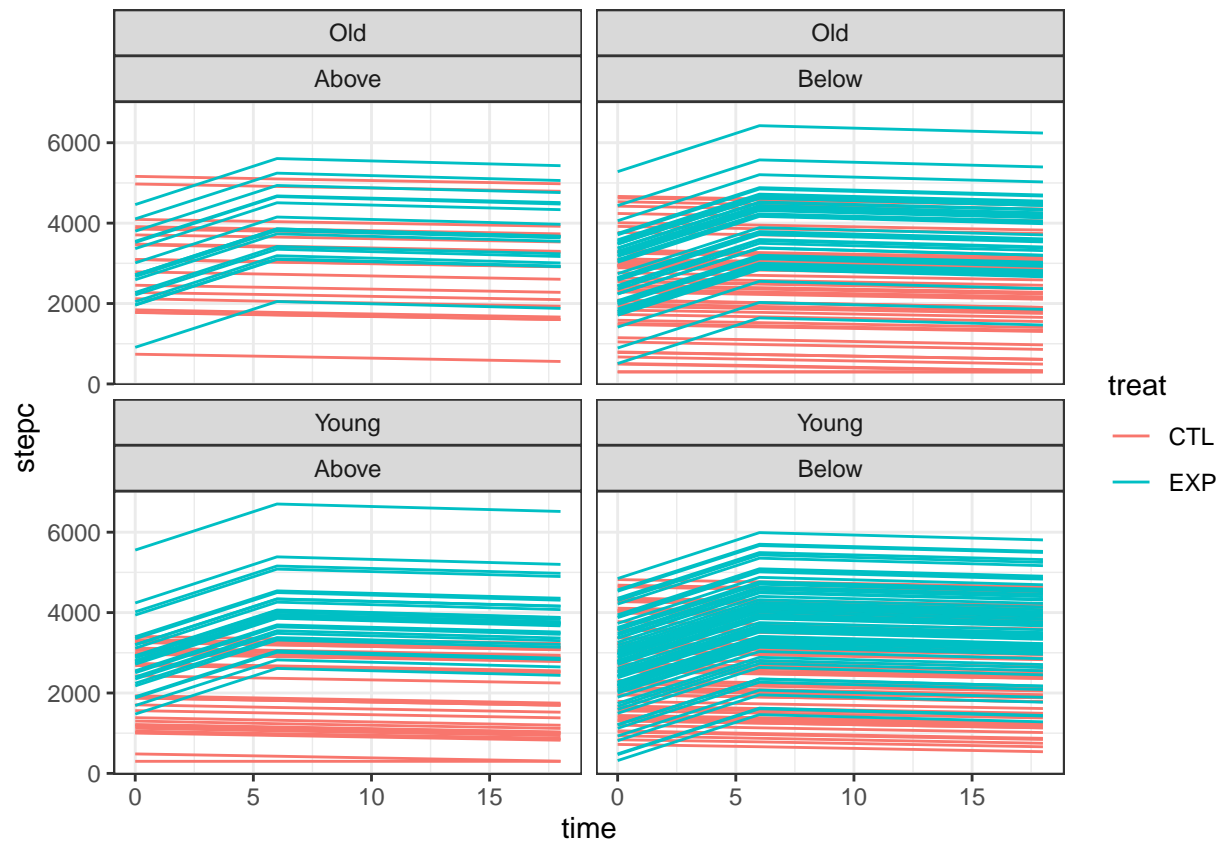 Old
Old
Above
Below
6000
4000
2000
0
Young
Young
Above
Below
6000
4000
2000
0
0
5
10
15
0
5
10
15
time
stepc
treat
CTL
EXP